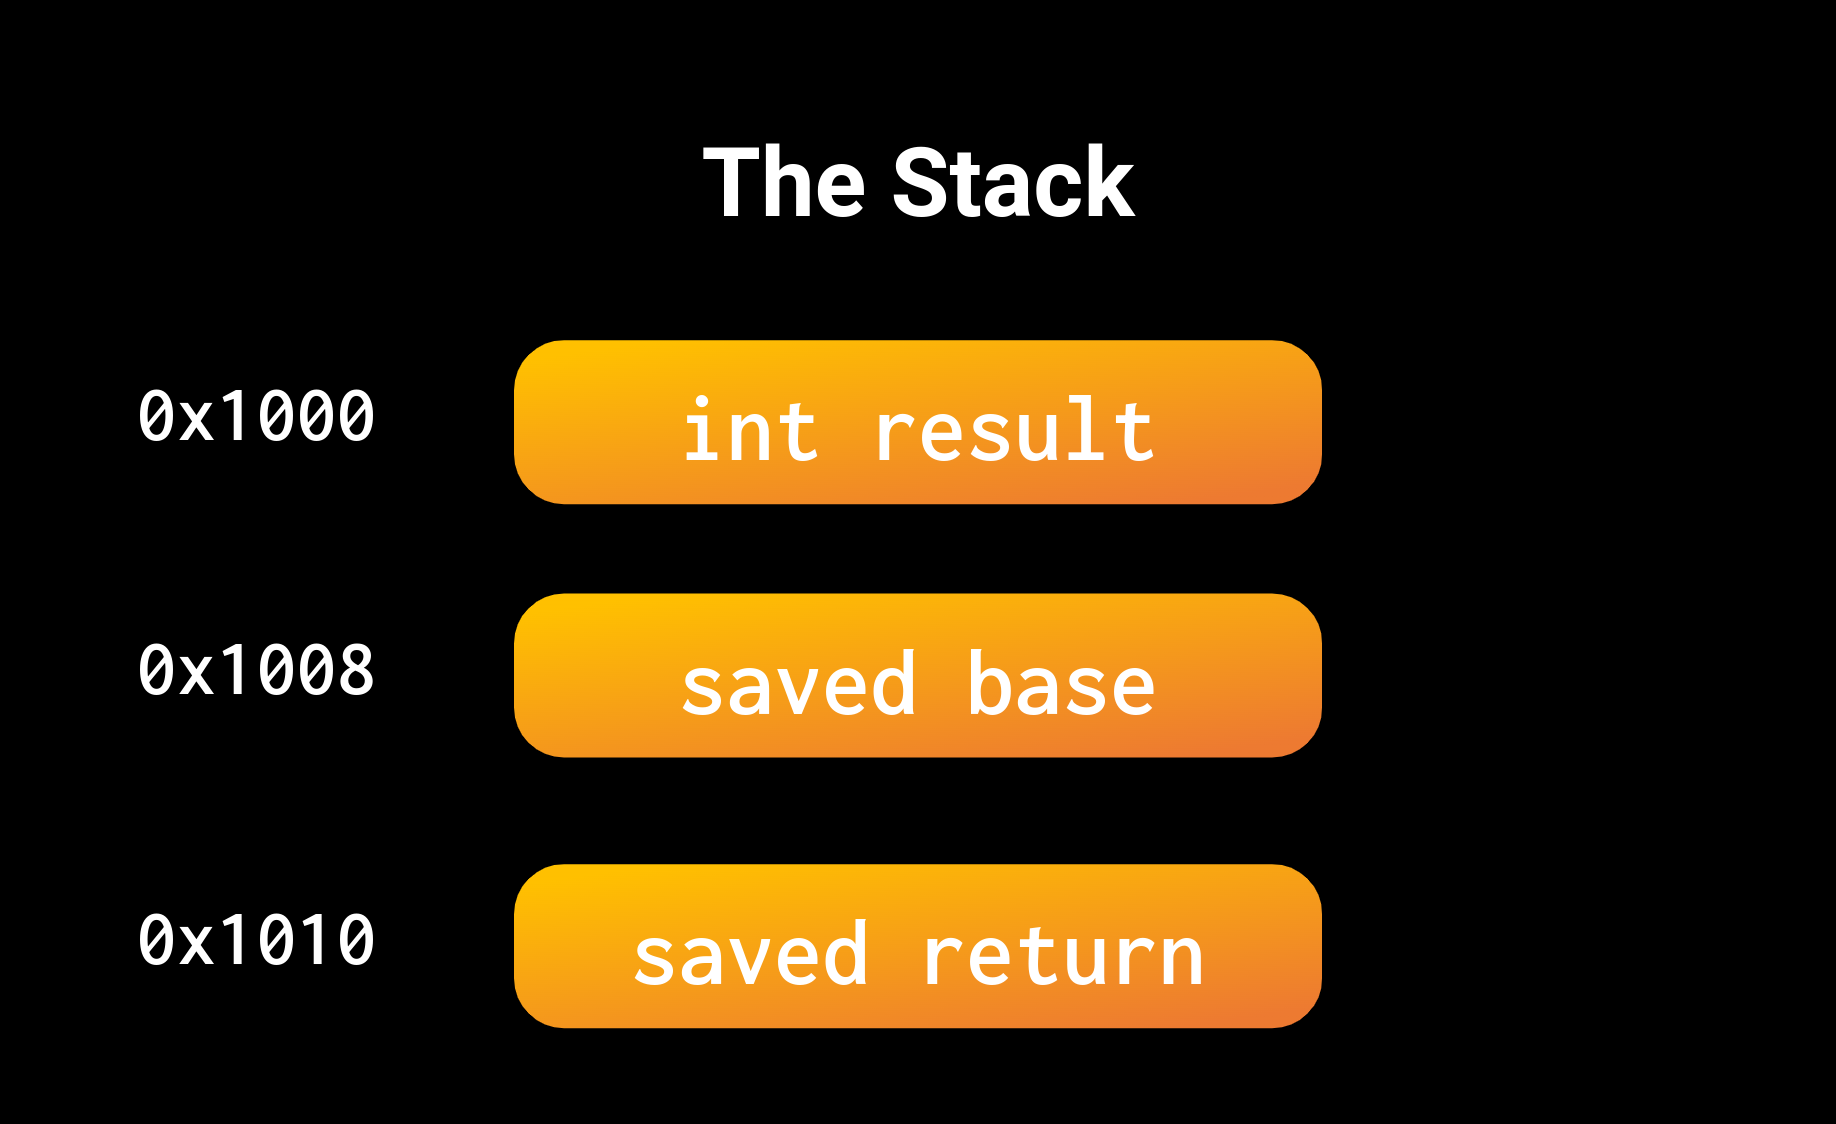 The Stack
0x1000 int result
0x1008 saved base
0x1010 saved return